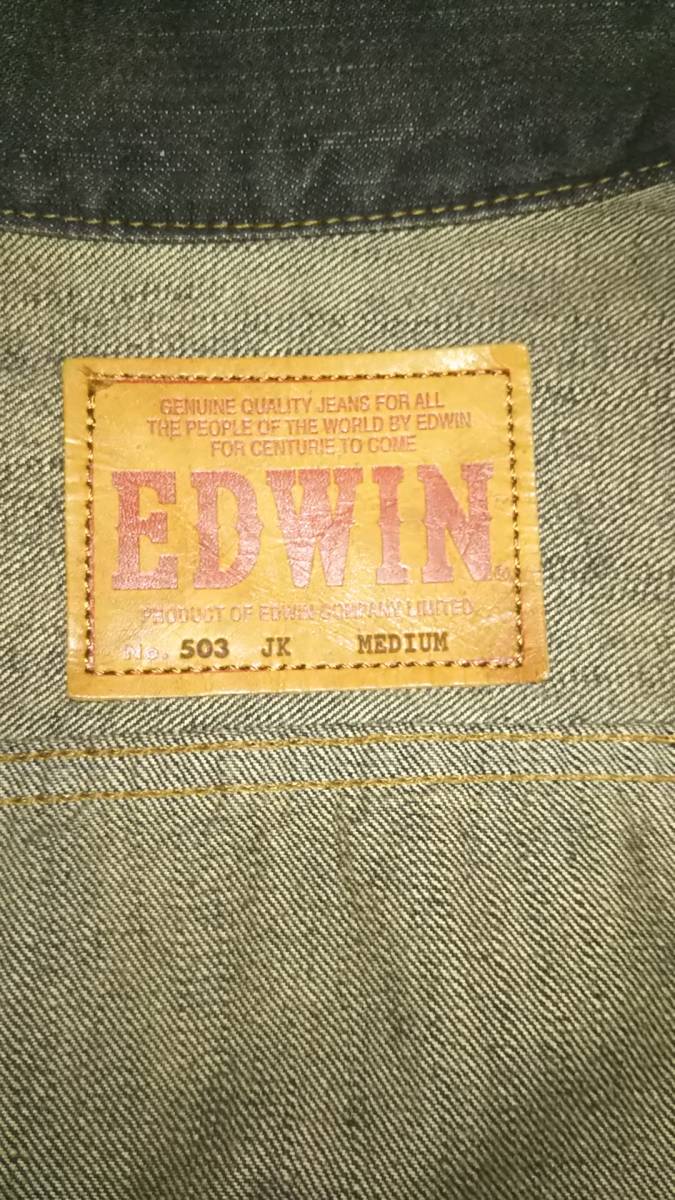 GENUINE QUALITY JEANS FOR ALL
THE PEOPLE OF THE WORLD BY EDWIN
FOR CENTURIE TO COME
EDWIN®
PRODUCT OF EDWIN COMPANY LIMITED
No. 503 JK MEDIUM